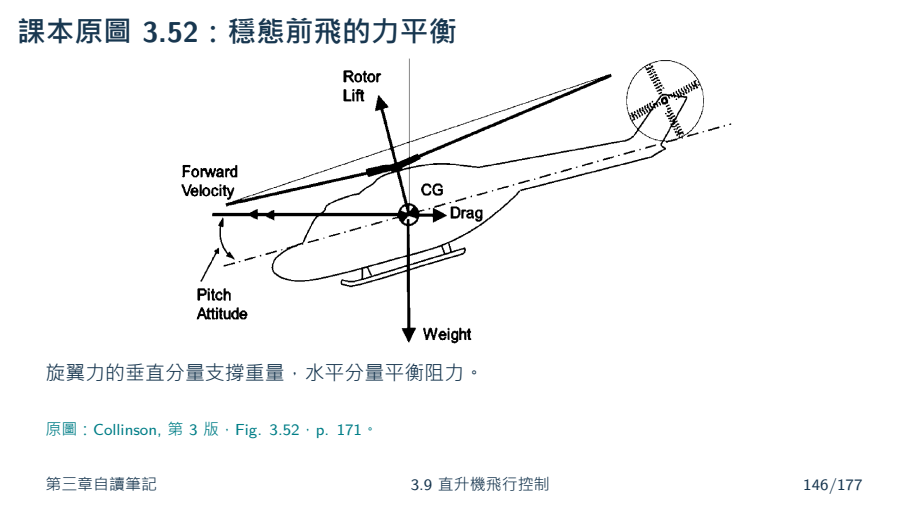 課本原圖 3.52：穩態前飛的力平衡
Rotor
Lift
Forward
Velocity
CG
Drag
Pitch
Attitude
Weight
旋翼力的垂直分量支撐重量，水平分量平衡阻力。
原圖：Collinson, 第 3 版，Fig. 3.52，p. 171。
第三章自讀筆記
3.9 直升機飛行控制
146/177